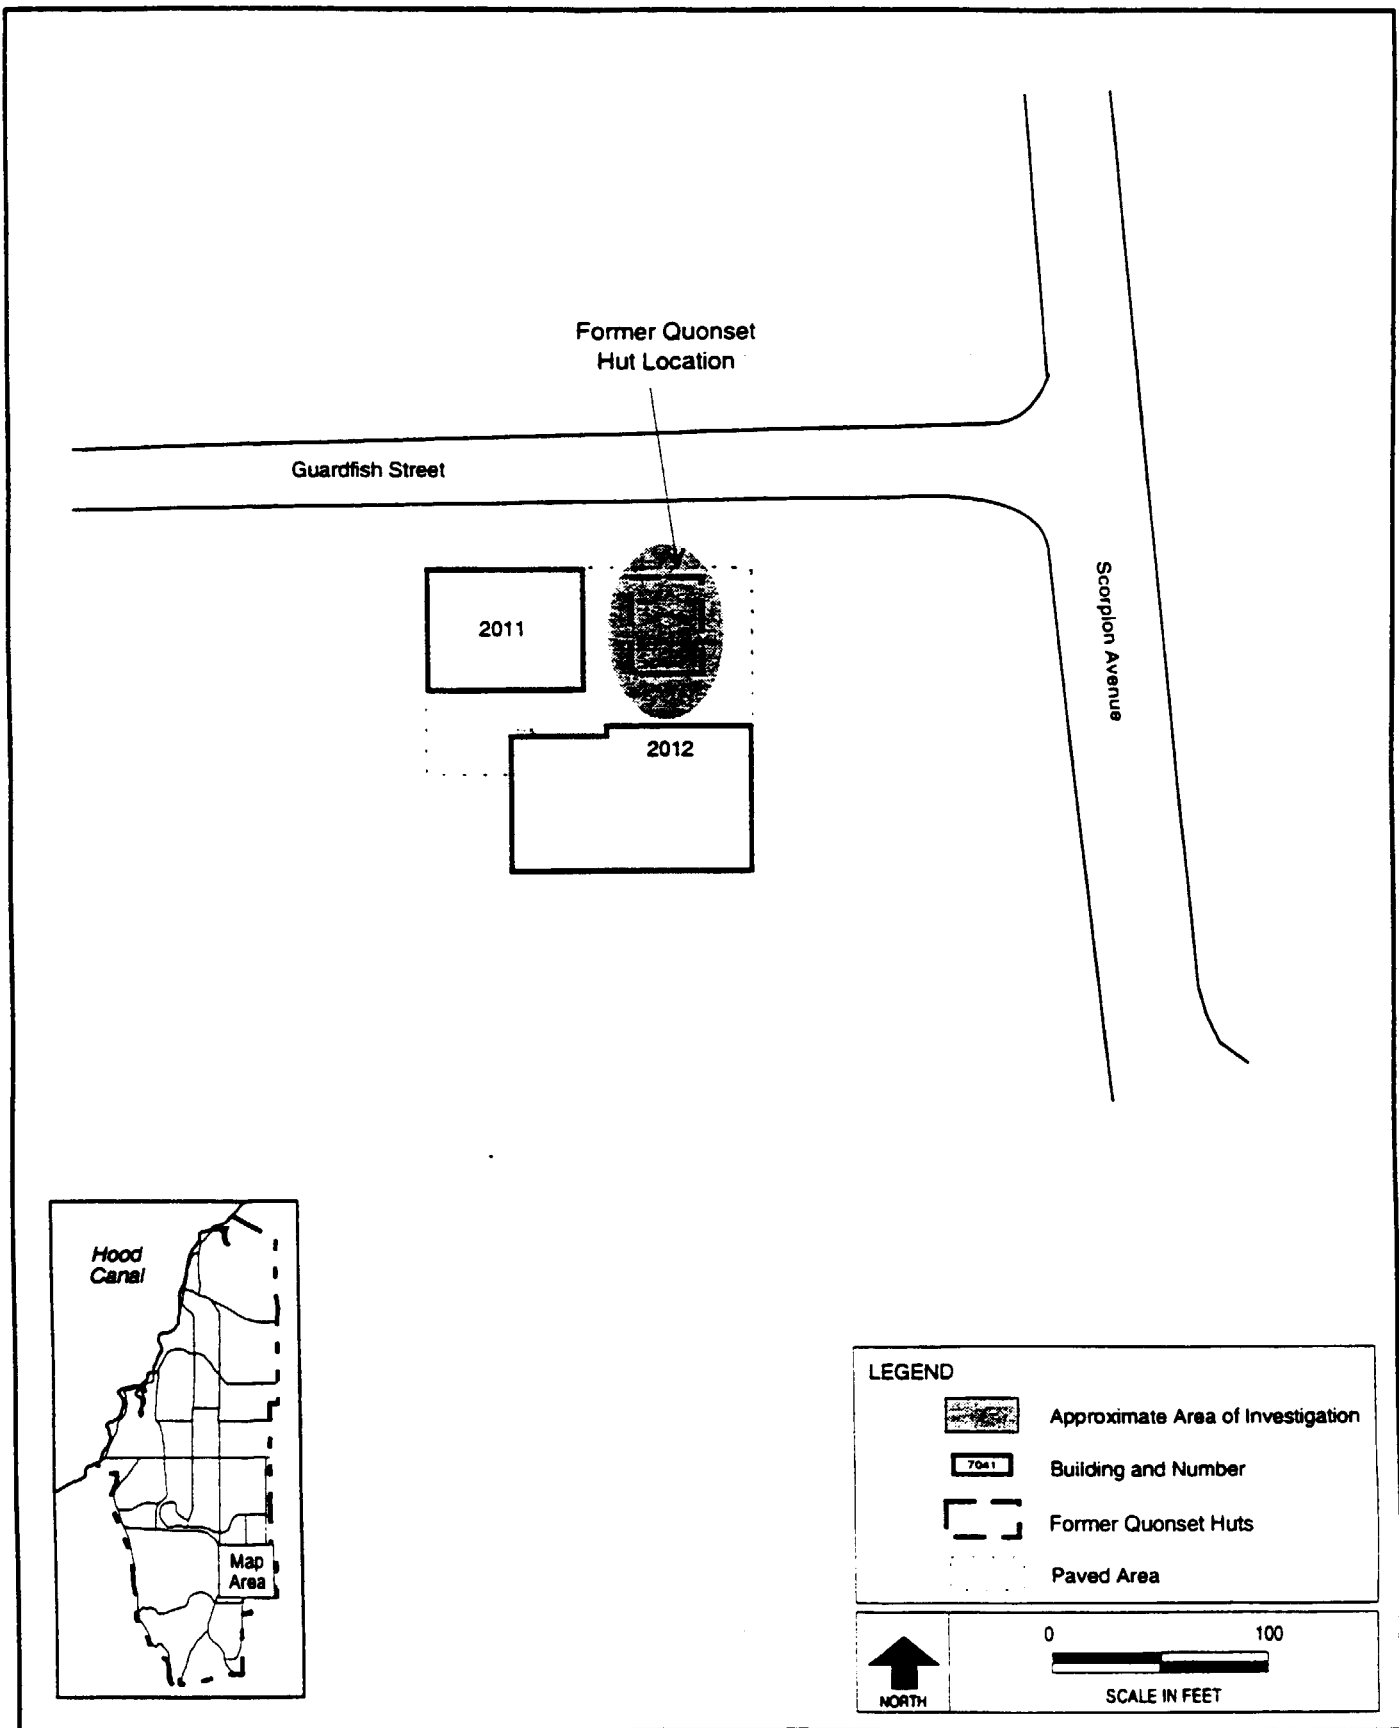 Former Quonset
Hut Location
Guardfish Street
Scorpion Avenue
2011
2012
Hood
Canal
Map
Area
LEGEND
Approximate Area of Investigation
7041
Building and Number
Former Quonset Huts
Paved Area
NORTH
0 100
SCALE IN FEET